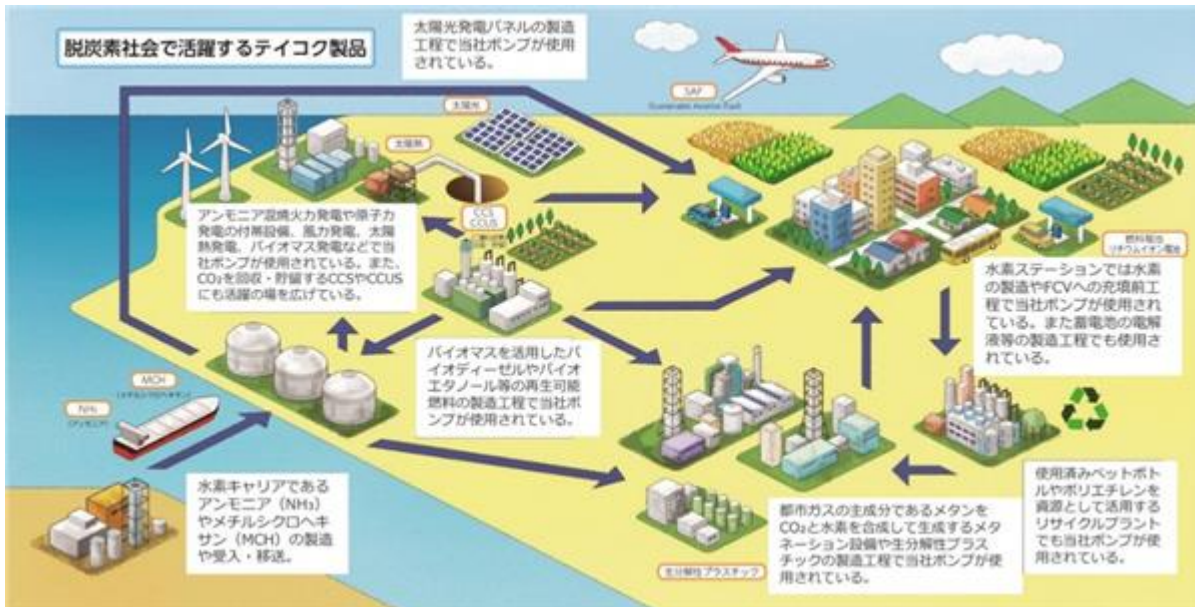 脱炭素社会で活躍するテイコク製品
太陽光発電パネルの製造
工程で当社ポンプが使用
されている。
SAF
Sustainable Aviation Fuel
太陽光
太陽熱
CCS
CCUS
アンモニア混焼火力発電や原子力
発電の付帯設備、風力発電、太陽
熱発電、バイオマス発電などで当
社ポンプが使用されている。また、
CO₂を回収・貯留するCCSやCCUS
にも活躍の場を広げている。
燃料電池
リチウムイオン電池
水素ステーションでは水素
の製造やFCVへの充填前工
程で当社ポンプが使用され
ている。また蓄電池の電解
液等の製造工程でも使用さ
れている。
バイオマスを活用したバ
イオディーゼルやバイオ
エタノール等の再生可能
燃料の製造工程で当社ポ
ンプが使用されている。
MCH
(メチルシクロヘキサン)
NH₃
(アンモニア)
水素キャリアである
アンモニア（NH₃）
やメチルシクロヘキ
サン（MCH）の製造
や受入・移送。
都市ガスの主成分であるメタンを
CO₂と水素を合成して生成するメタ
ネーション設備や生分解性プラス
チックの製造工程で当社ポンプが使
用されている。
生分解性プラスチック
使用済みペットボト
ルやポリエチレンを
資源として活用する
リサイクルプラント
でも当社ポンプが使
用されている。